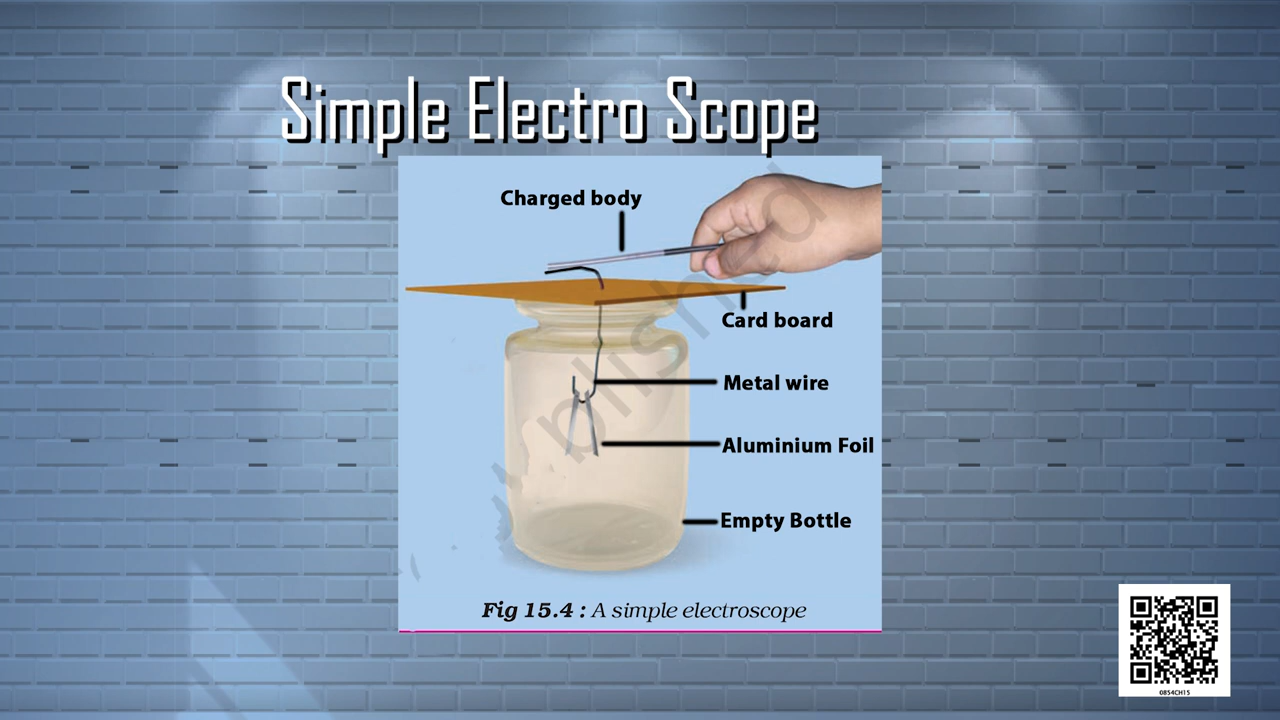 Simple Electro Scope
Charged body
Card board
Metal wire
Aluminium Foil
Empty Bottle
Fig 15.4 : A simple electroscope
0854CH15